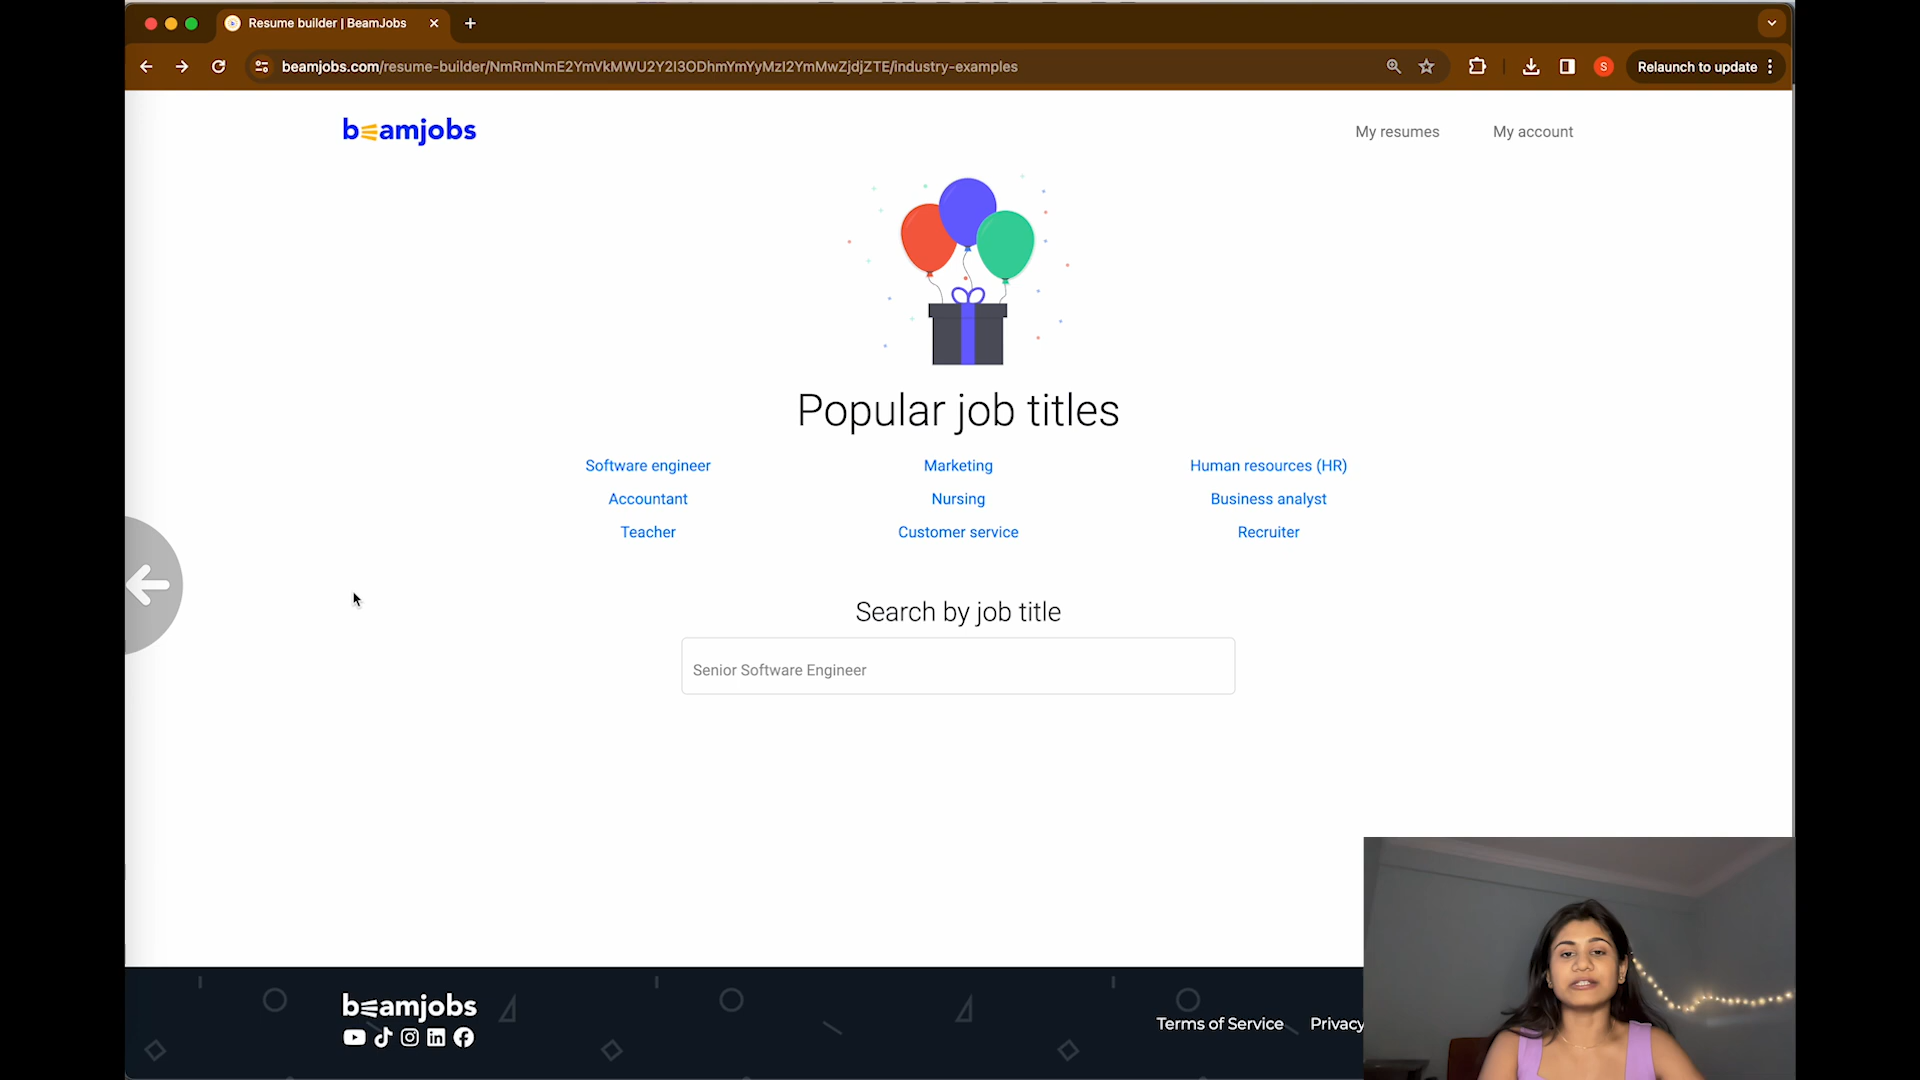 Resume builder | BeamJobs
beamjobs.com/resume-builder/NmRmNmE2YmVkMWU2Y2I3ODhmYmYyMzI2YmMwZjdjZTE/industry-examples
S
Relaunch to update
beamjobs
My resumes
My account
Popular job titles
Software engineer
Marketing
Human resources (HR)
Accountant
Nursing
Business analyst
Teacher
Customer service
Recruiter
Search by job title
Senior Software Engineer
beamjobs
Terms of Service
Privacy